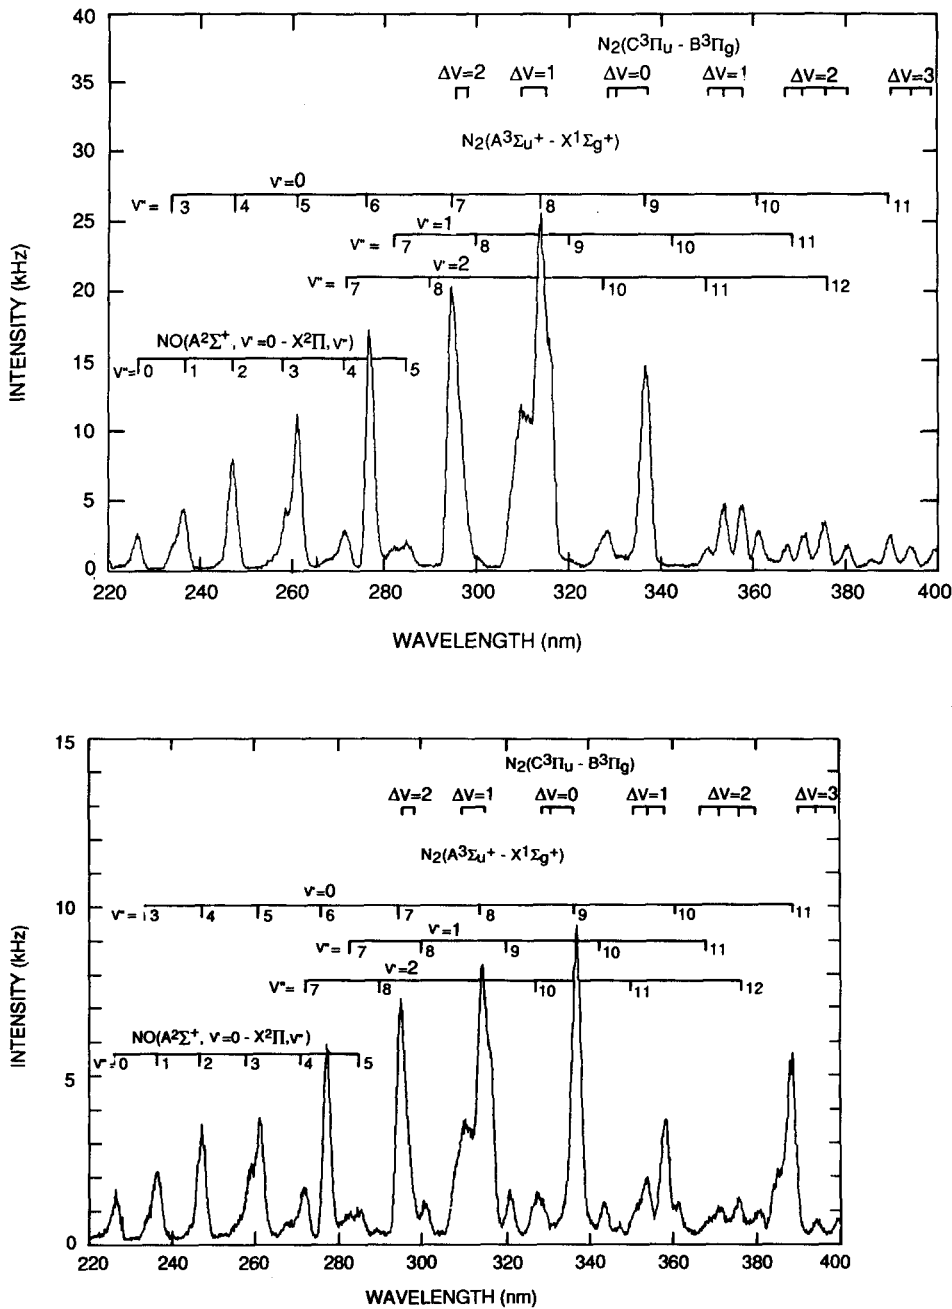 40
35
30
25
20
15
10
5
0
INTENSITY (kHz)
N2(C³Πu - B³Πg)
ΔV=2 ΔV=1 ΔV=0 ΔV=1 ΔV=2 ΔV=3
N2(A³Σu+ - X¹Σg+)
V'=0
V"= 3 4 5 6 7 8 9 10 11
V'=1
V"= 7 8 9 10 11
V'=2
V"= 7 8 10 11 12
NO(A²Σ+, V'=0 - X²Π, V")
V"= 0 1 2 3 4 5
220 240 260 280 300 320 340 360 380 400
WAVELENGTH (nm)
15
10
5
0
INTENSITY (kHz)
N2(C³Πu - B³Πg)
ΔV=2 ΔV=1 ΔV=0 ΔV=1 ΔV=2 ΔV=3
N2(A³Σu+ - X¹Σg+)
V'=0
V"= 3 4 5 6 7 8 9 10 11
V'=1
V"= 7 8 9 10 11
V'=2
V"= 7 8 10 11 12
NO(A²Σ+, V'=0 - X²Π, V")
V"= 0 1 2 3 4 5
220 240 260 280 300 320 340 360 380 400
WAVELENGTH (nm)